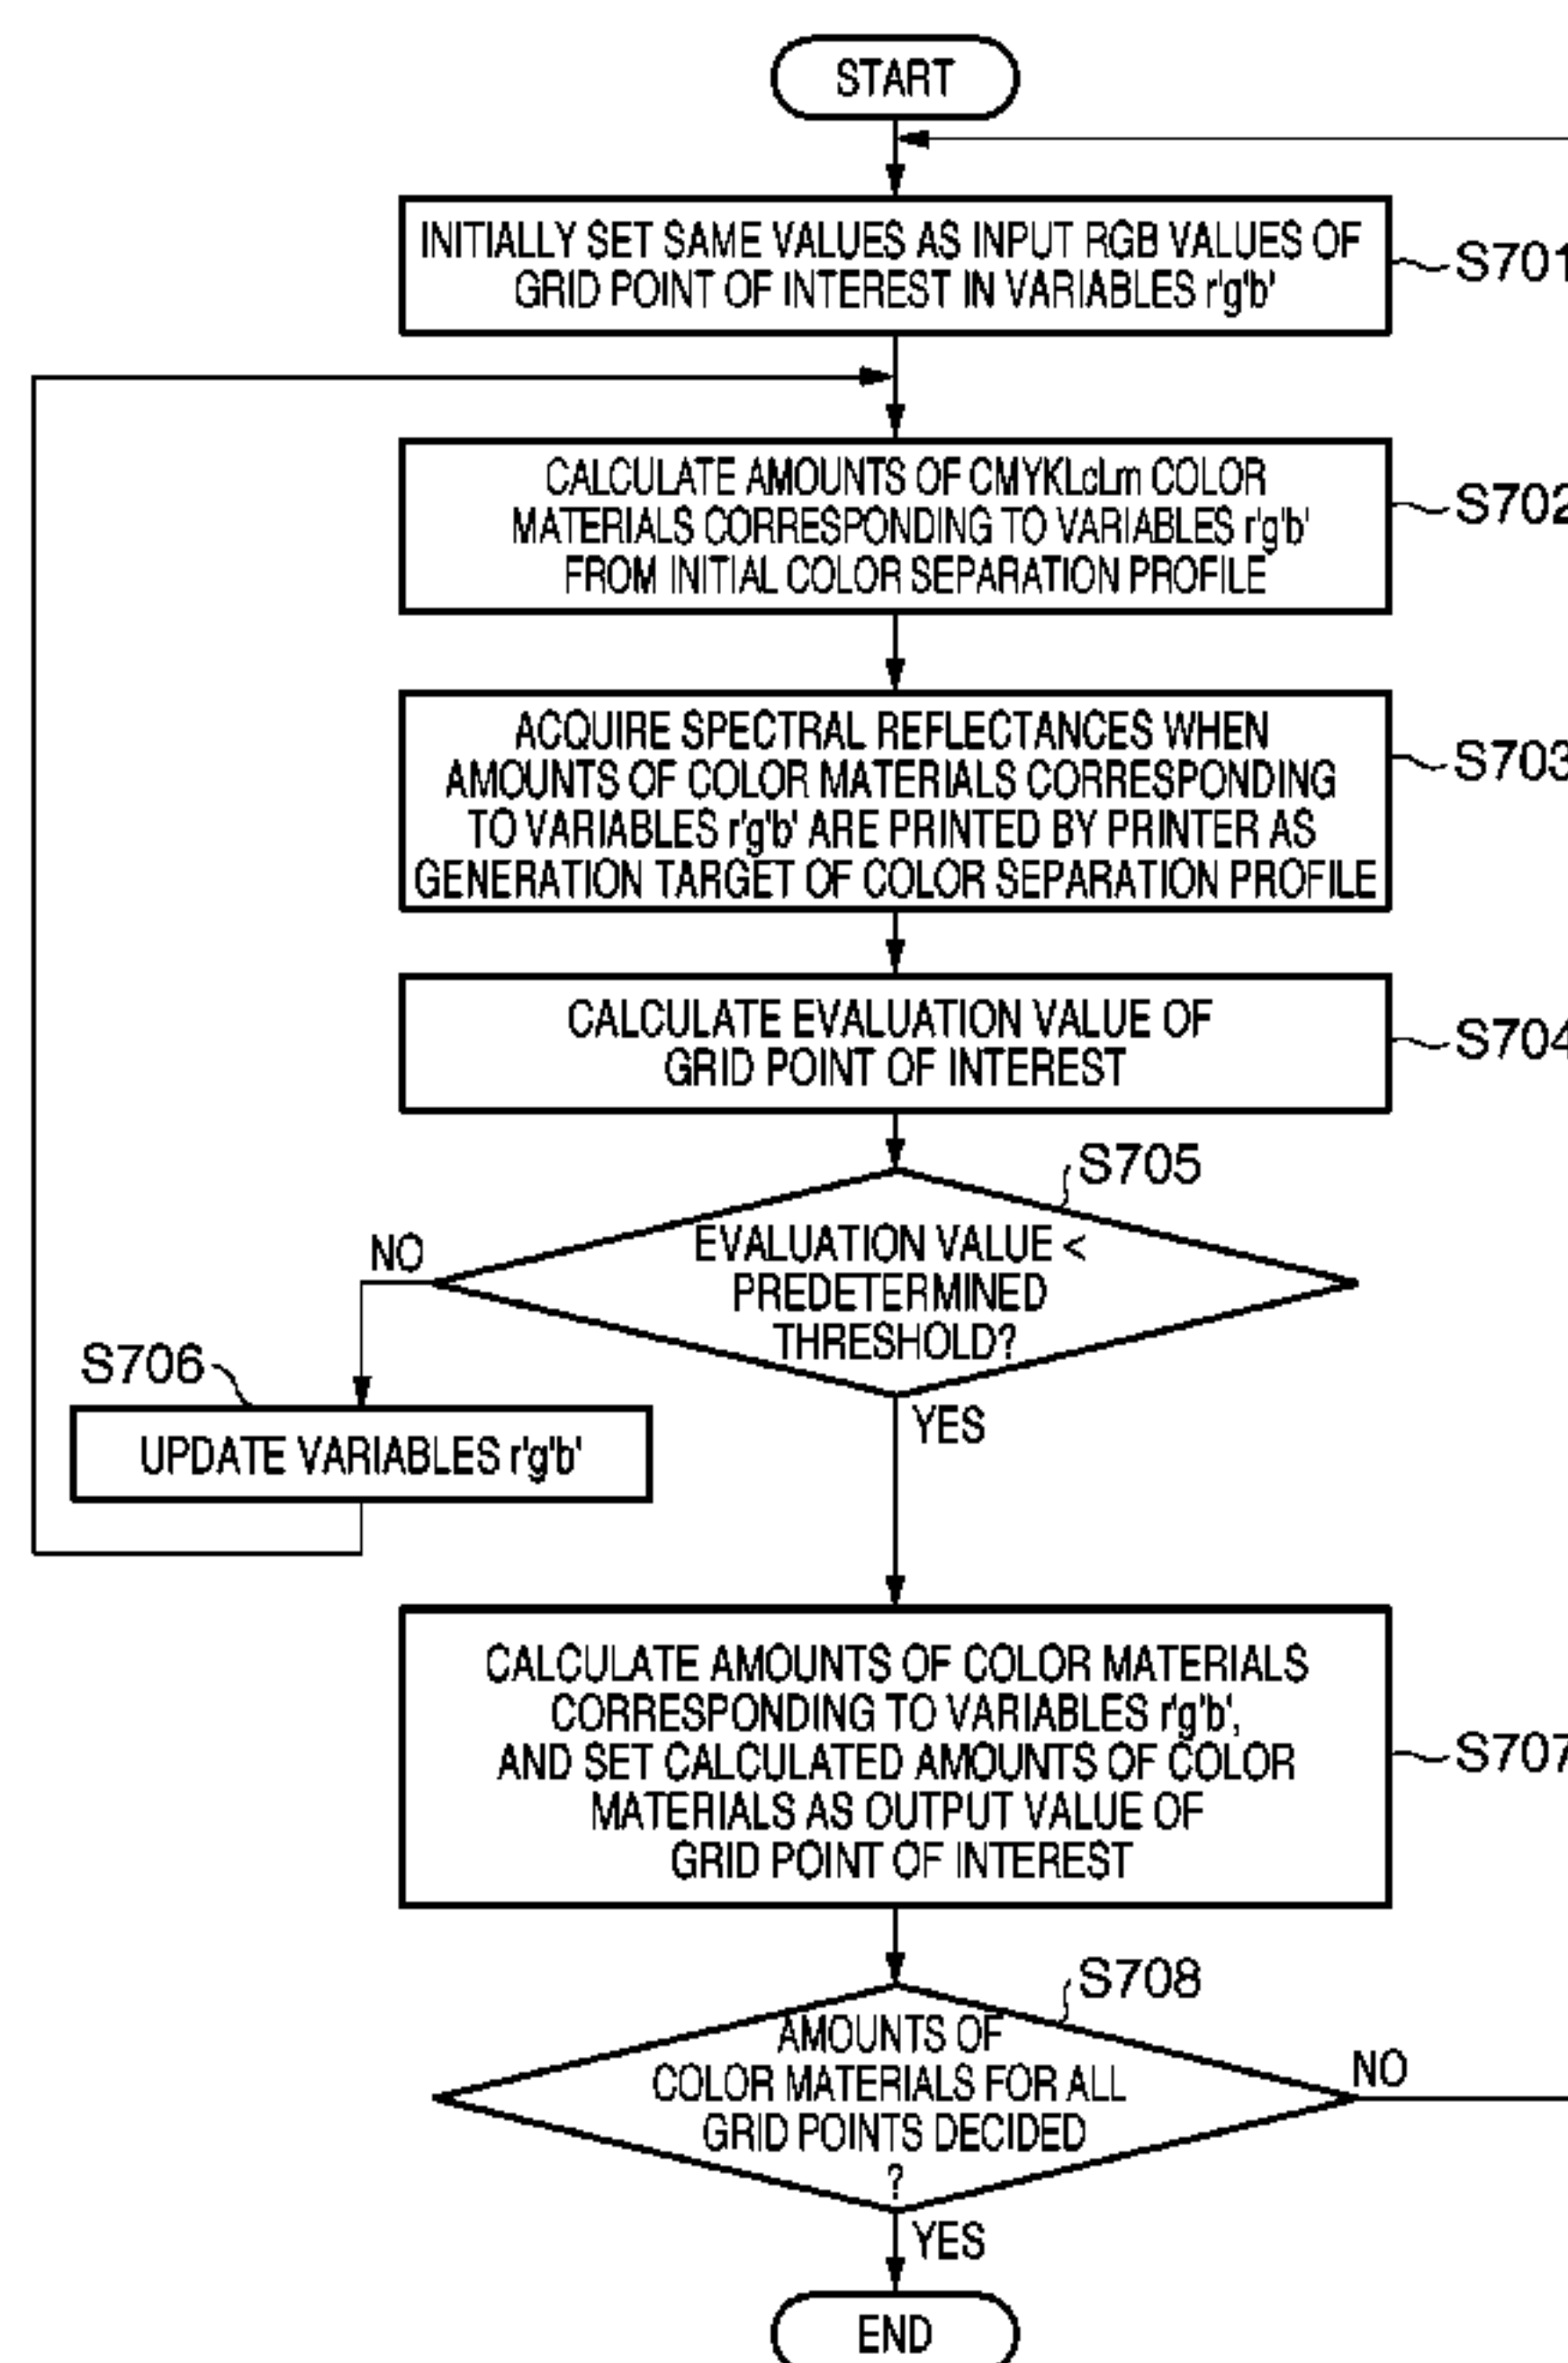 START
INITIALLY SET SAME VALUES AS INPUT RGB VALUES OF
GRID POINT OF INTEREST IN VARIABLES r'g'b'
S701
CALCULATE AMOUNTS OF CMYKLcLm COLOR
MATERIALS CORRESPONDING TO VARIABLES r'g'b'
FROM INITIAL COLOR SEPARATION PROFILE
S702
ACQUIRE SPECTRAL REFLECTANCES WHEN
AMOUNTS OF COLOR MATERIALS CORRESPONDING
TO VARIABLES r'g'b' ARE PRINTED BY PRINTER AS
GENERATION TARGET OF COLOR SEPARATION PROFILE
S703
CALCULATE EVALUATION VALUE OF
GRID POINT OF INTEREST
S704
S705
EVALUATION VALUE <
PREDETERMINED
THRESHOLD?
NO
YES
S706
UPDATE VARIABLES r'g'b'
CALCULATE AMOUNTS OF COLOR MATERIALS
CORRESPONDING TO VARIABLES r'g'b',
AND SET CALCULATED AMOUNTS OF COLOR
MATERIALS AS OUTPUT VALUE OF
GRID POINT OF INTEREST
S707
S708
AMOUNTS OF
COLOR MATERIALS FOR ALL
GRID POINTS DECIDED
?
NO
YES
END